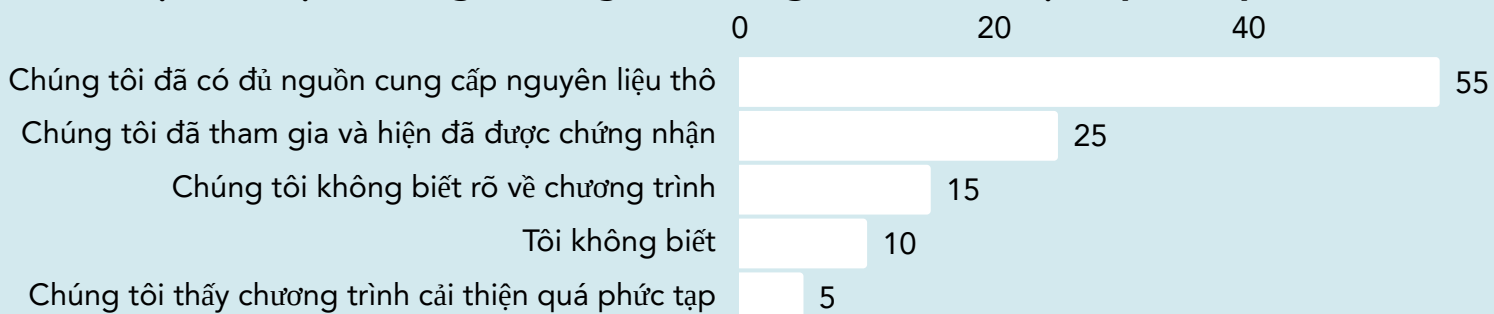 0 20 40
Chúng tôi đã có đủ nguồn cung cấp nguyên liệu thô 55
Chúng tôi đã tham gia và hiện đã được chứng nhận 25
Chúng tôi không biết rõ về chương trình 15
Tôi không biết 10
Chúng tôi thấy chương trình cải thiện quá phức tạp 5